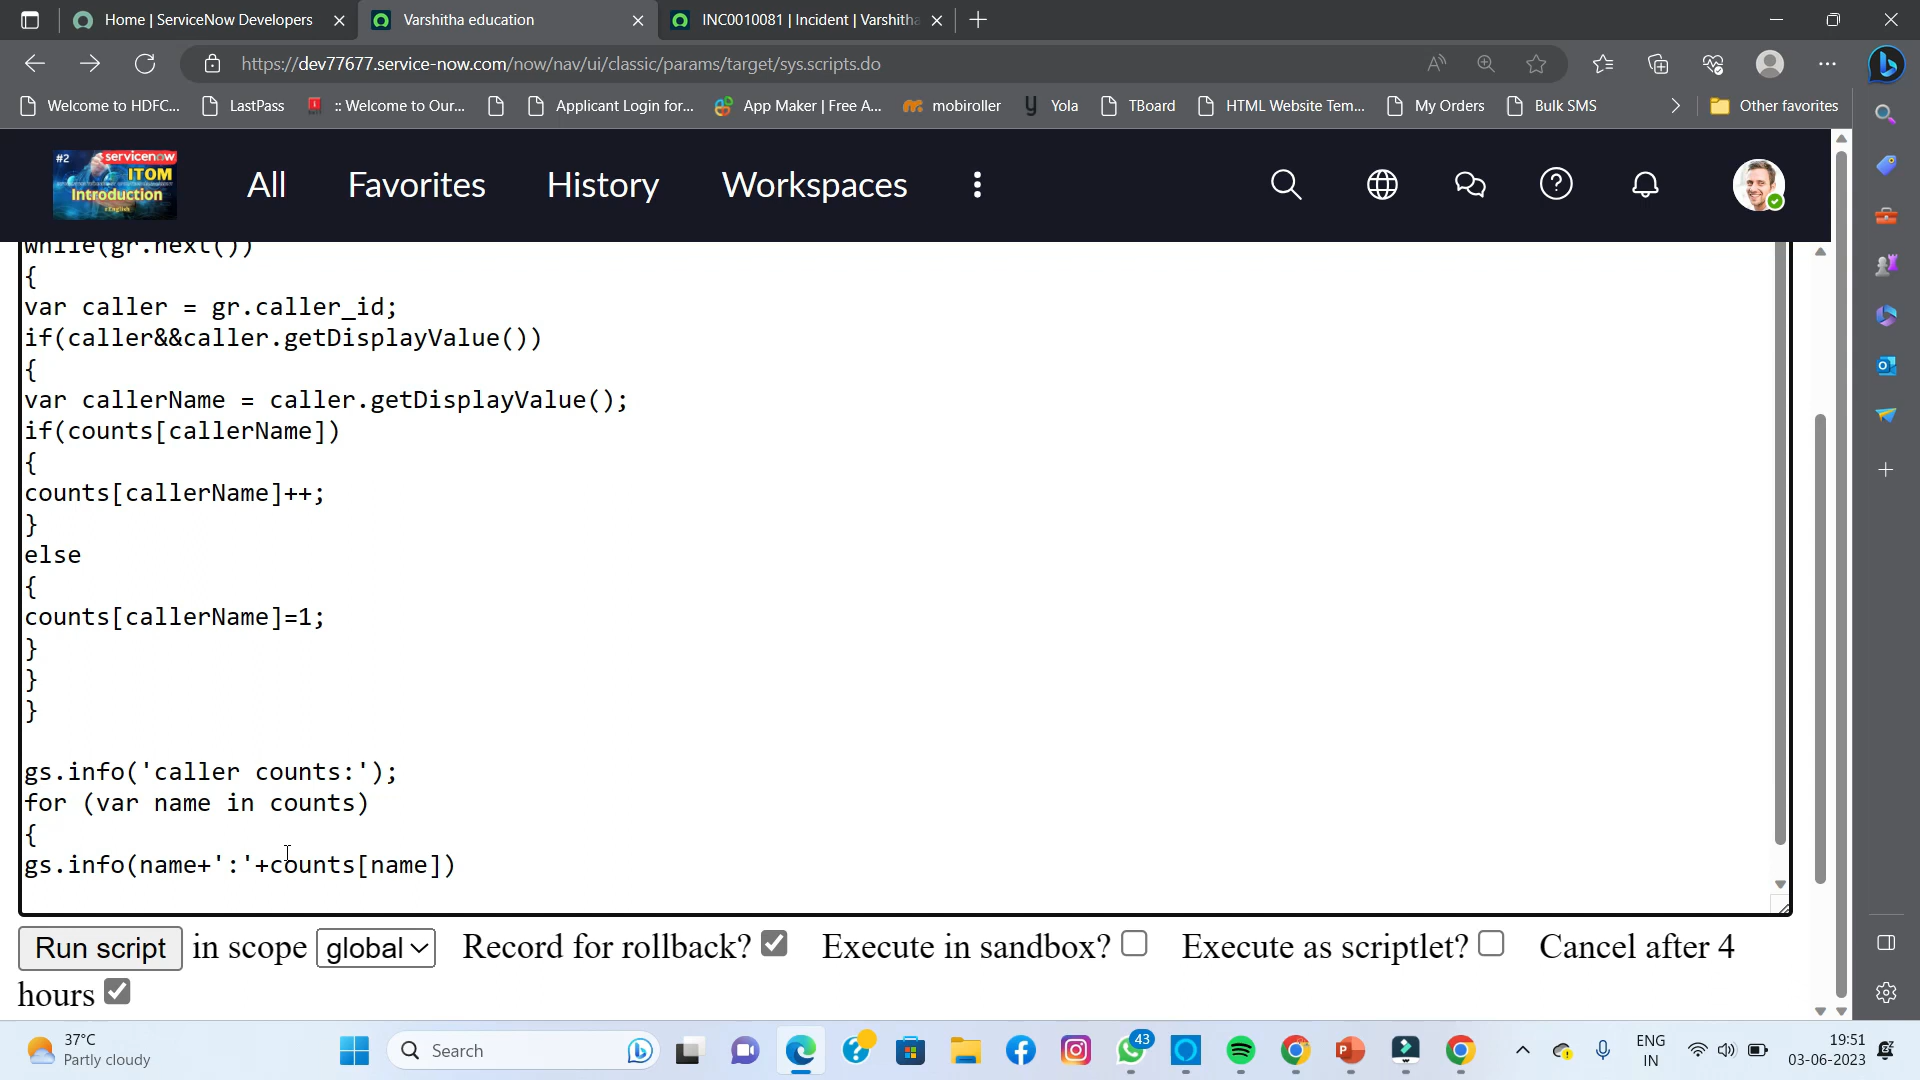 Home | ServiceNow Developers
Varshitha education
INC0010081 | Incident | Varshitha
https://dev77677.service-now.com/now/nav/ui/classic/params/target/sys.scripts.do
Welcome to HDFC...
LastPass
:: Welcome to Our...
Applicant Login for...
App Maker | Free A...
mobiroller
Yola
TBoard
HTML Website Tem...
My Orders
Bulk SMS
Other favorites
#2 servicenow
ITOM
Introduction
All
Favorites
History
Workspaces
while(gr.next())
{
var caller = gr.caller_id;
if(caller&&caller.getDisplayValue())
{
var callerName = caller.getDisplayValue();
if(counts[callerName])
{
counts[callerName]++;
}
else
{
counts[callerName]=1;
}
}
}
gs.info('caller counts:');
for (var name in counts)
{
gs.info(name+':'+counts[name])
Run script in scope global Record for rollback? Execute in sandbox? Execute as scriptlet? Cancel after 4
hours
37°C
Partly cloudy
Search
43
ENG
IN
19:51
03-06-2023